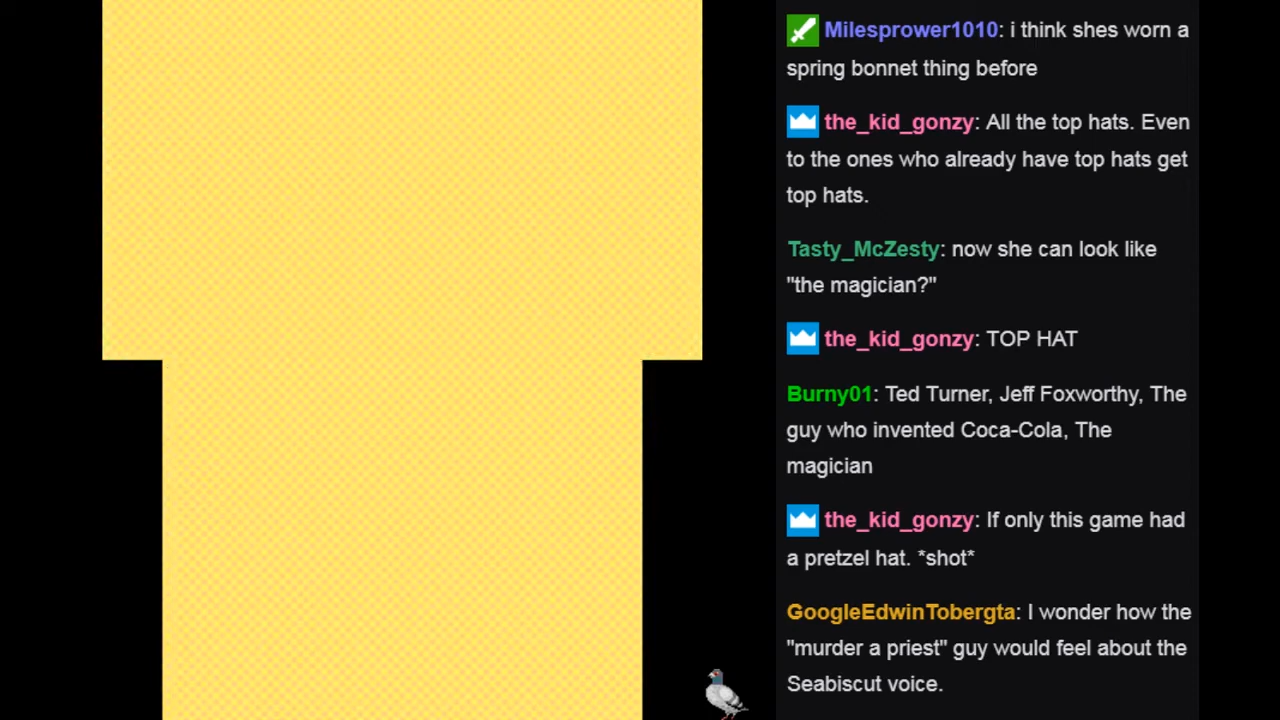 Milesprower1010: i think shes worn a
spring bonnet thing before
the_kid_gonzy: All the top hats. Even
to the ones who already have top hats get
top hats.
Tasty_McZesty: now she can look like
"the magician?"
the_kid_gonzy: TOP HAT
Burny01: Ted Turner, Jeff Foxworthy, The
guy who invented Coca-Cola, The
magician
the_kid_gonzy: If only this game had
a pretzel hat. *shot*
GoogleEdwinTobergta: I wonder how the
"murder a priest" guy would feel about the
Seabiscut voice.